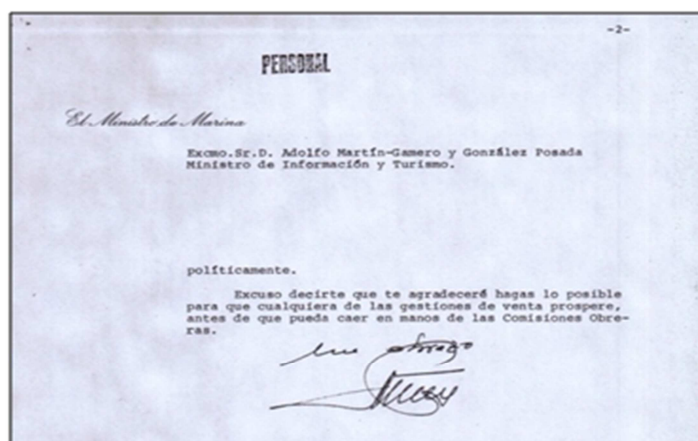 -2-
PERSONAL
El Ministro de Marina
Excmo.Sr.D. Adolfo Martín-Gamero y González Posada
Ministro de Información y Turismo.
políticamente.
Excuso decirte que te agradeceré hagas lo posible
para que cualquiera de las gestiones de venta prospere,
antes de que pueda caer en manos de las Comisiones Obre-
ras.